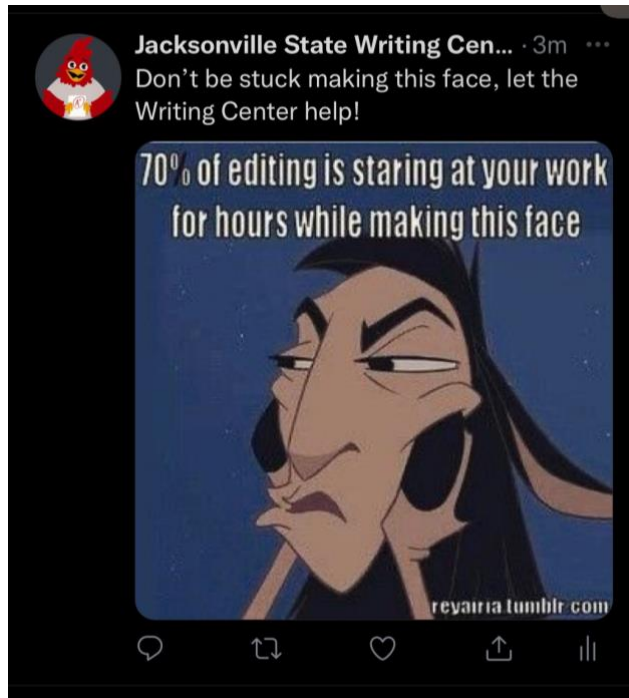 Jacksonville State Writing Cen... · 3m
Don’t be stuck making this face, let the
Writing Center help!
70% of editing is staring at your work
for hours while making this face
reyairia.tumblr.com